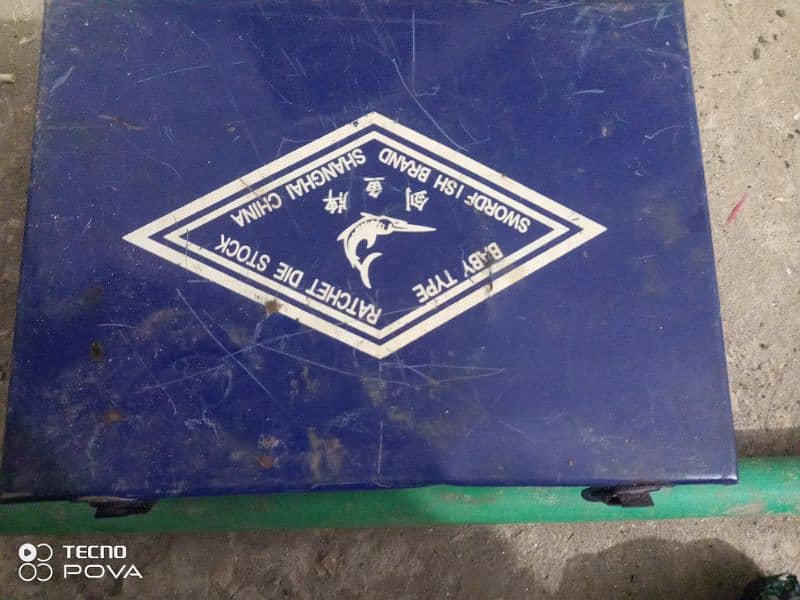 BABY TYPE
RATCHET DIE STOCK
剑鱼牌
SWORDFISH BRAND
SHANGHAI CHINA
TECNO
POVA